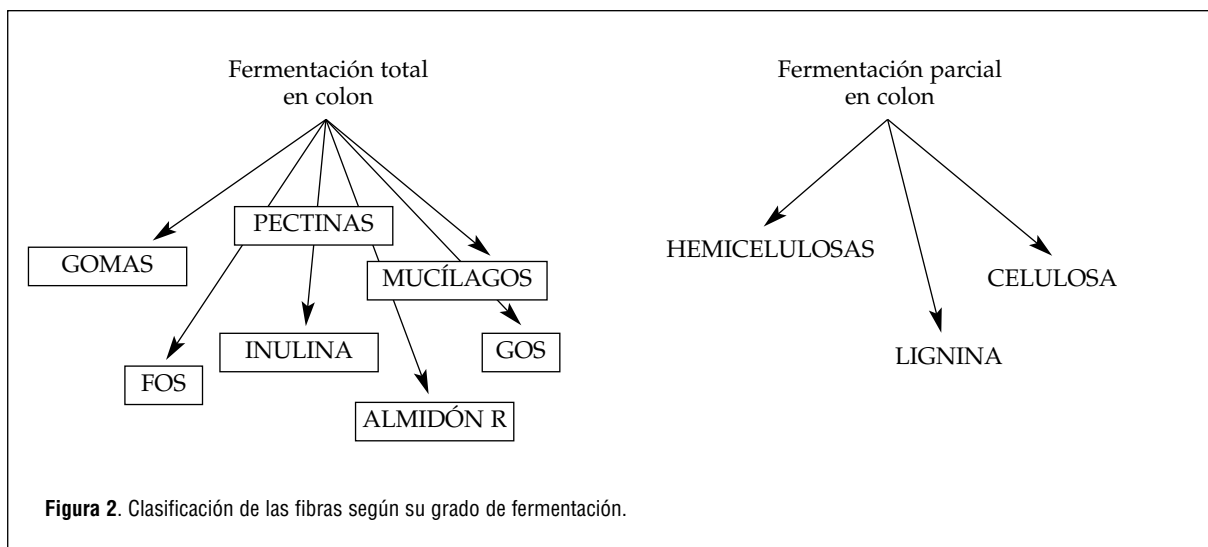 Fermentación total
en colon
PECTINAS
GOMAS
MUCÍLAGOS
INULINA
GOS
FOS
ALMIDÓN R
Fermentación parcial
en colon
HEMICELULOSAS
CELULOSA
LIGNINA
Figura 2. Clasificación de las fibras según su grado de fermentación.